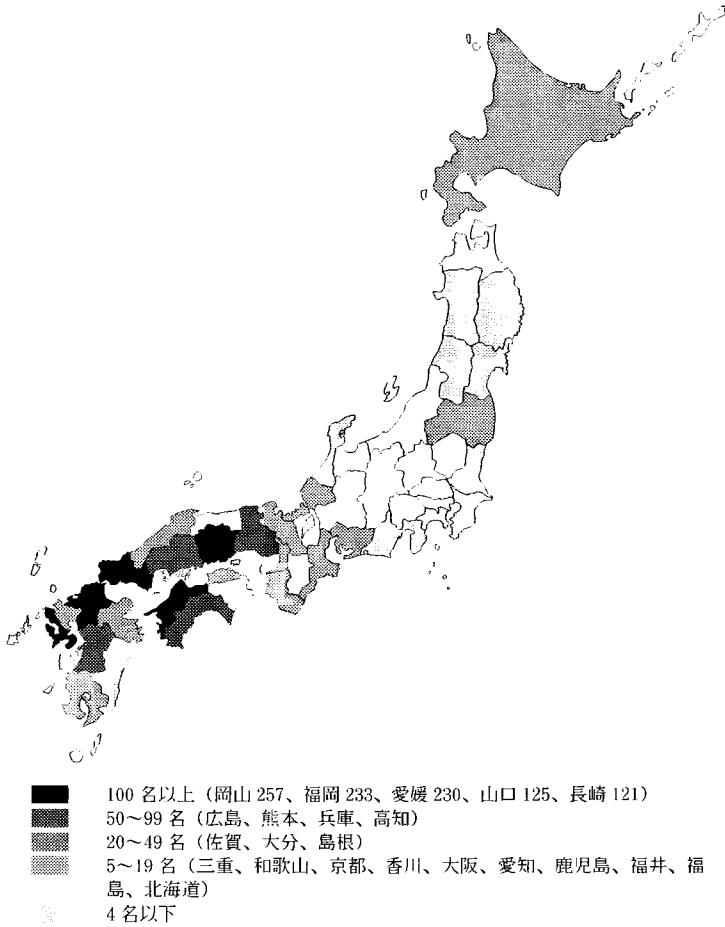 100 名以上（岡山 257、福岡 233、愛媛 230、山口 125、長崎 121）
50～99 名（広島、熊本、兵庫、高知）
20～49 名（佐賀、大分、島根）
5～19 名（三重、和歌山、京都、香川、大阪、愛知、鹿児島、福井、福
島、北海道）
4 名以下